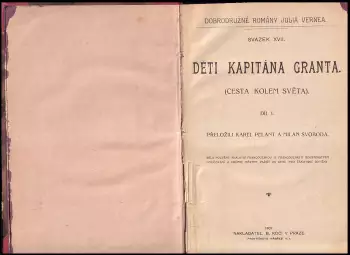 DOBRODRUŽNÉ ROMÁNY JULIA VERNEA.
SVAZEK XVII.
DĚTI KAPITÁNA GRANTA.
(CESTA KOLEM SVĚTA).
DÍL I.
PŘELOŽILI KAREL PELANT A MILAN SVOBODA.
NAKLADATEL B. KOČÍ V PRAZE